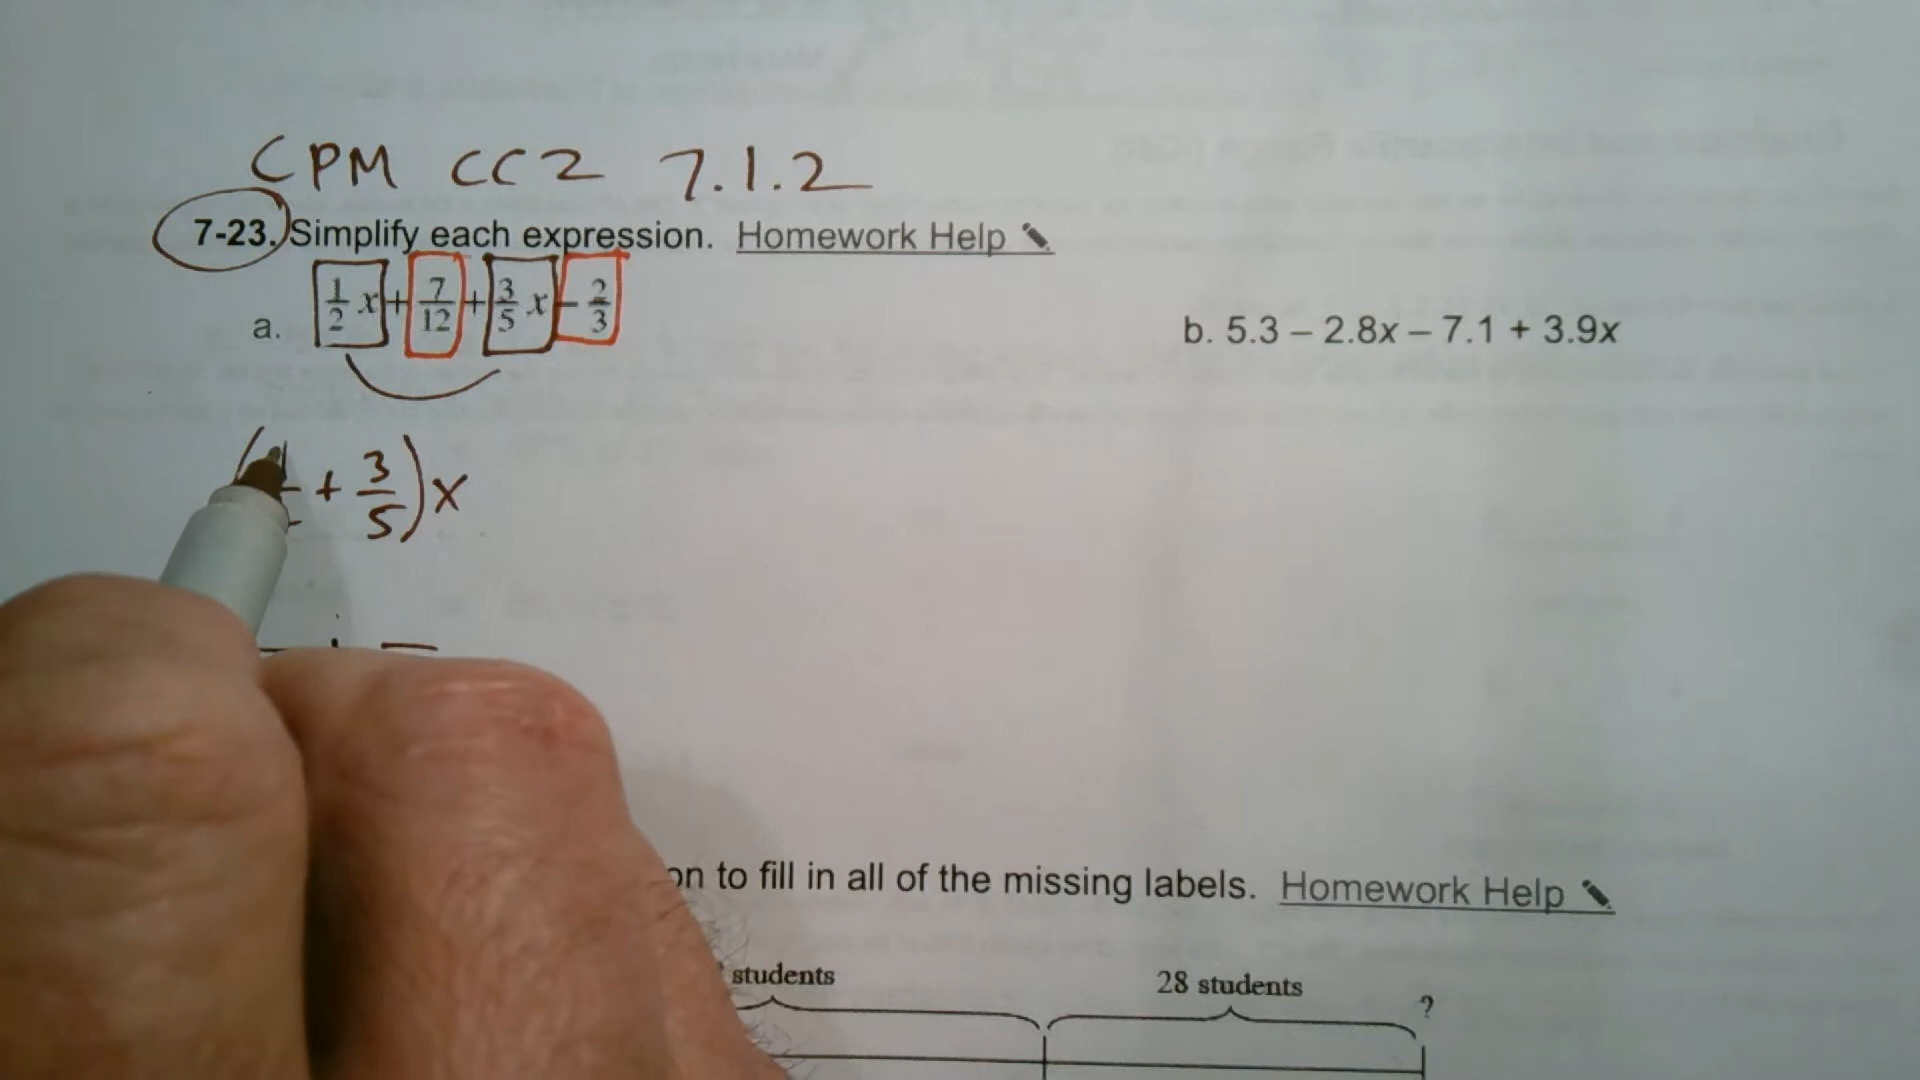 CPM CC2 7.1.2
7-23. Simplify each expression. Homework Help
a. 1/2 x + 7/12 + 3/5 x - 2/3
b. 5.3 – 2.8x – 7.1 + 3.9x
+ 3/5) x
to fill in all of the missing labels. Homework Help
students 28 students ?